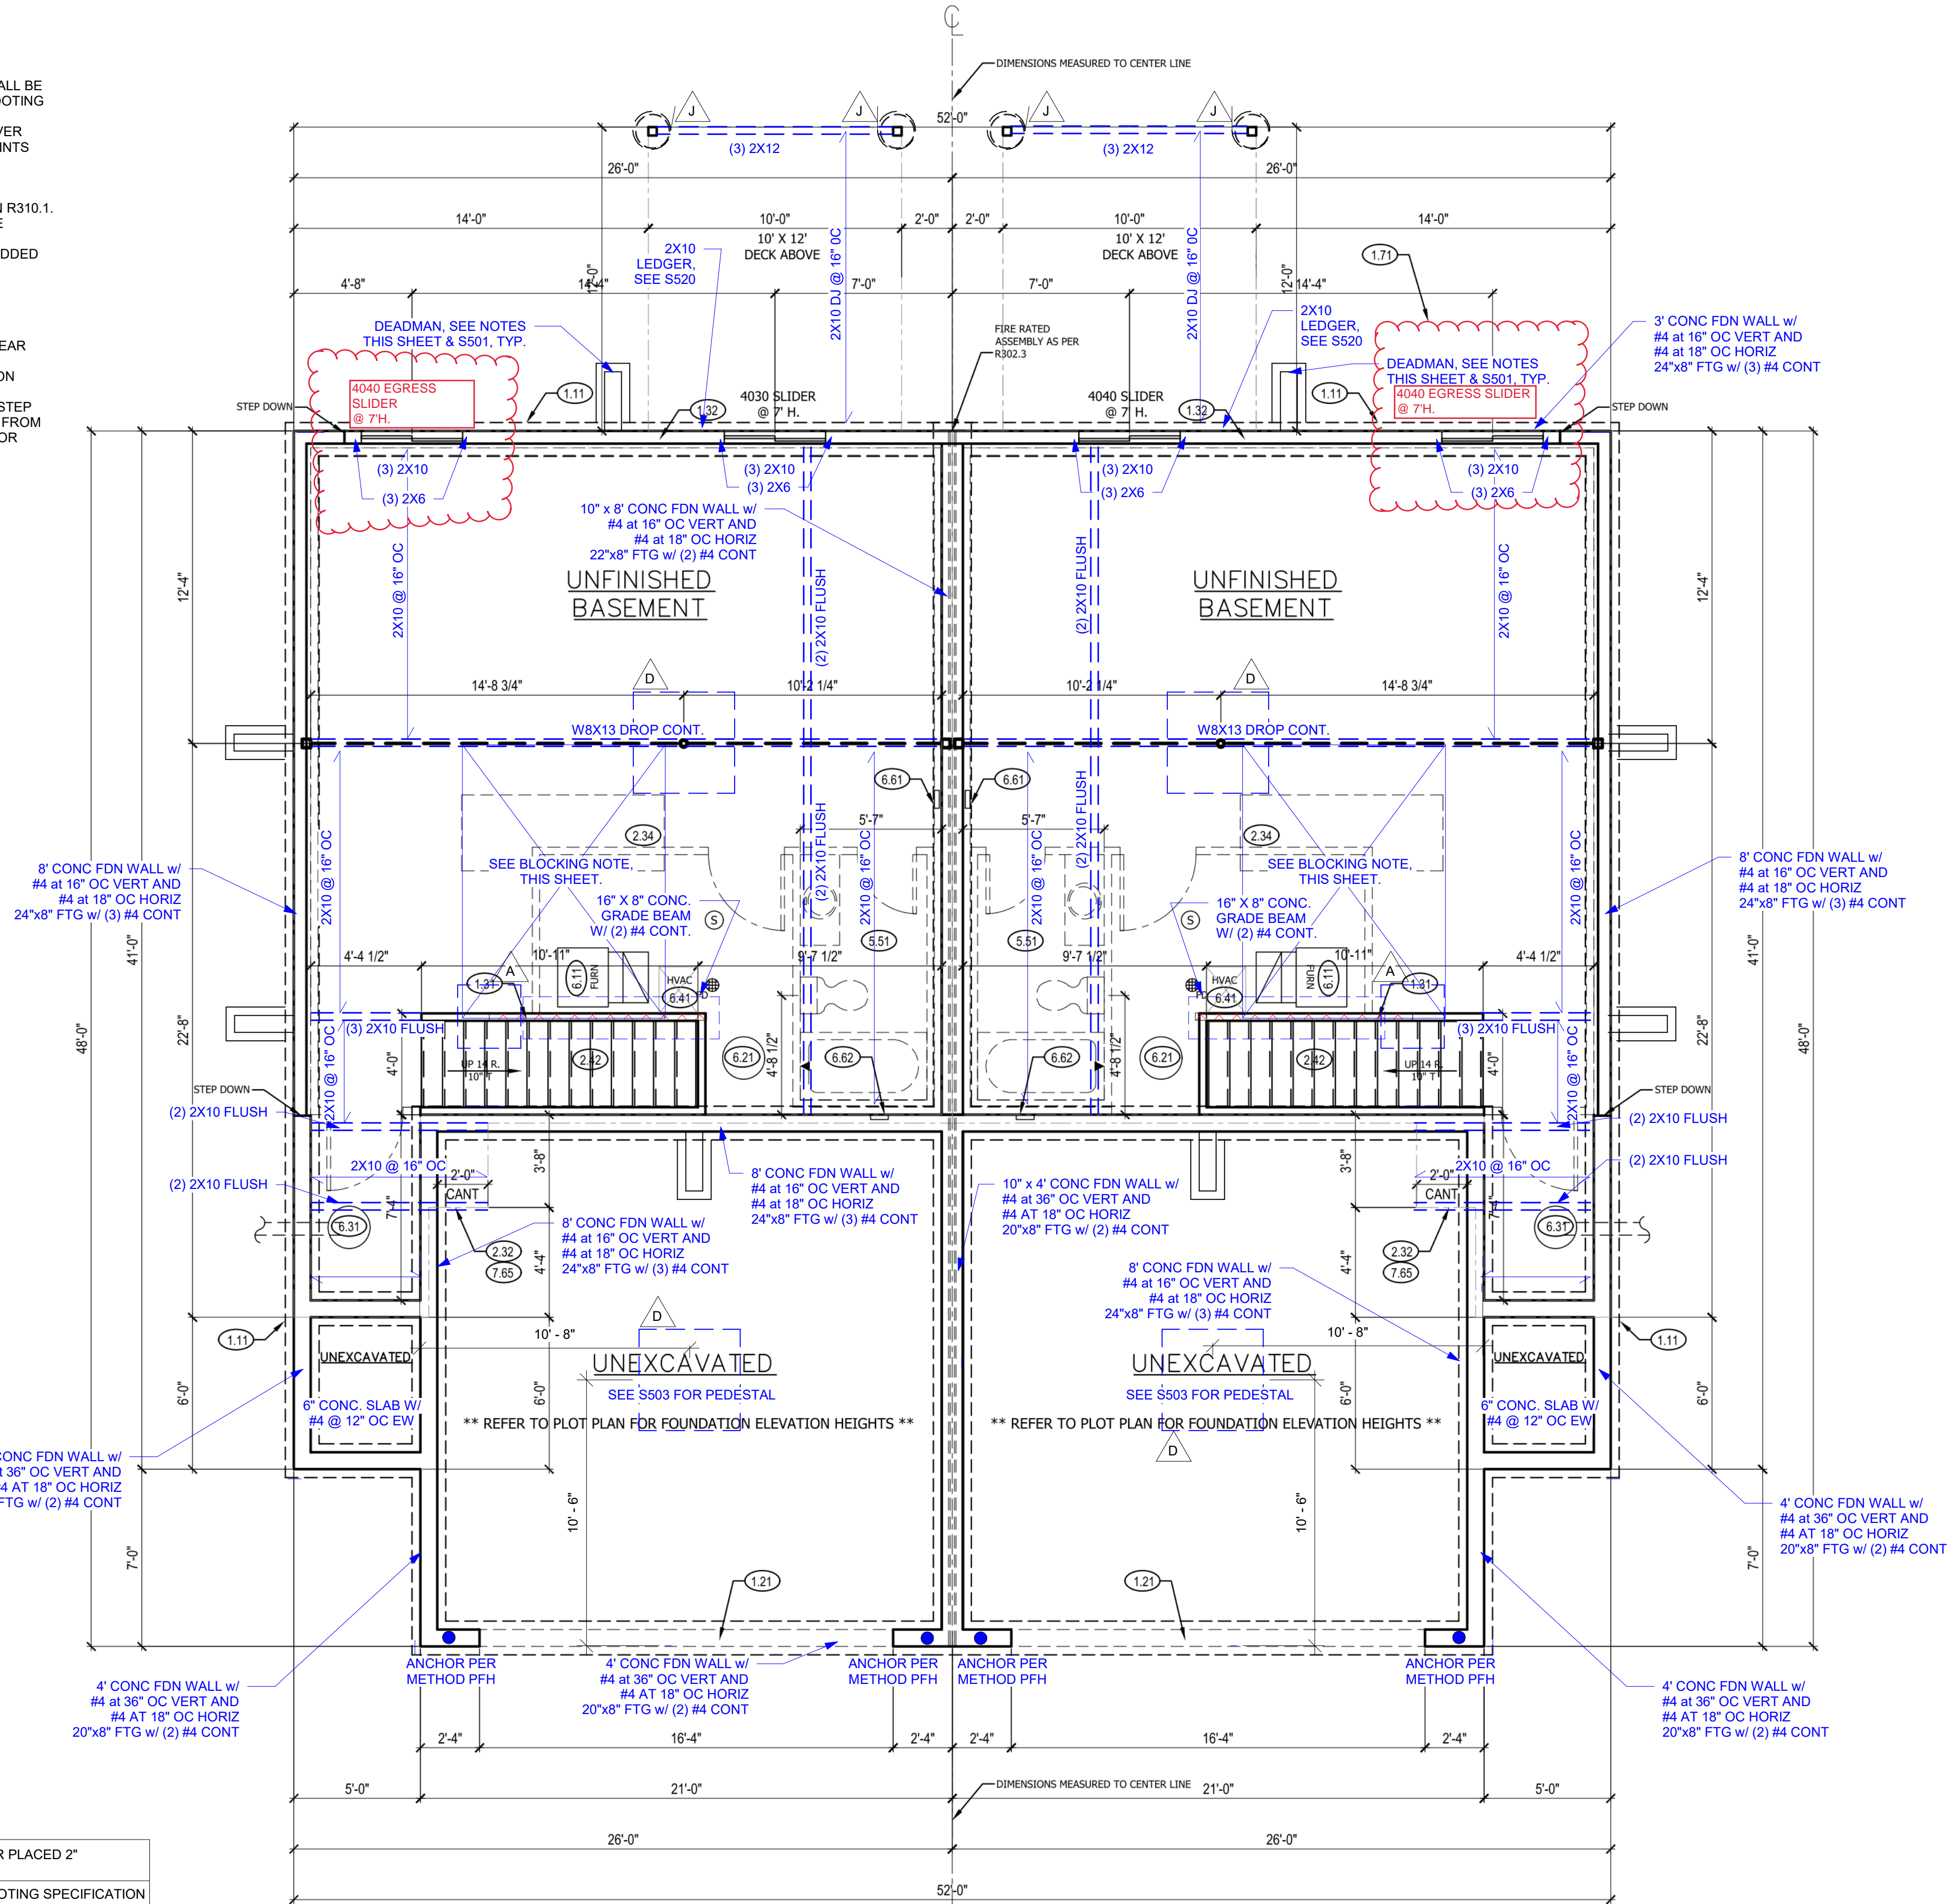 ALL BE
OOTING
VER
INTS
N R310.1.
E
DDED
EAR
ON
STEP
FROM
OR
CL
DIMENSIONS MEASURED TO CENTER LINE
J
J
J
J
52'-0"
(3) 2X12
(3) 2X12
26'-0"
26'-0"
14'-0"
10'-0"
2'-0"
2'-0"
10'-0"
14'-0"
10' X 12'
DECK ABOVE
10' X 12'
DECK ABOVE
2X10
LEDGER,
SEE S520
2X10 DJ @ 16" 0C
2X10 DJ @ 16" 0C
12'-0"
12'-0"
1.71
4'-8"
14'-4"
7'-0"
7'-0"
14'-4"
DEADMAN, SEE NOTES
THIS SHEET & S501, TYP.
FIRE RATED
ASSEMBLY AS PER
R302.3
2X10
LEDGER,
SEE S520
3' CONC FDN WALL w/
#4 at 16" OC VERT AND
#4 at 18" OC HORIZ
24"x8" FTG w/ (3) #4 CONT
DEADMAN, SEE NOTES
THIS SHEET & S501, TYP.
4040 EGRESS
SLIDER
@ 7'H.
4040 EGRESS SLIDER
@ 7'H.
STEP DOWN
1.11
1.32
4030 SLIDER
@ 7' H.
4040 SLIDER
@ 7' H.
1.32
1.11
STEP DOWN
(3) 2X10
(3) 2X6
(3) 2X6
(3) 2X10
(3) 2X6
(3) 2X10
(3) 2X6
10" x 8' CONC FDN WALL w/
#4 at 16" OC VERT AND
#4 at 18" OC HORIZ
22"x8" FTG w/ (2) #4 CONT
12'-4"
12'-4"
2X10 @ 16" OC
(2) 2X10 FLUSH
(2) 2X10 FLUSH
2X10 @ 16" OC
UNFINISHED
BASEMENT
UNFINISHED
BASEMENT
D
D
14'-8 3/4"
10'-2 1/4"
10'-2 1/4"
14'-8 3/4"
W8X13 DROP CONT.
W8X13 DROP CONT.
6.61
6.61
5'-7"
5'-7"
2.34
2.34
(2) 2X10 FLUSH
(2) 2X10 FLUSH
2X10 @ 16" OC
2X10 @ 16" OC
2X10 @ 16" OC
2X10 @ 16" OC
SEE BLOCKING NOTE,
THIS SHEET.
SEE BLOCKING NOTE,
THIS SHEET.
8' CONC FDN WALL w/
#4 at 16" OC VERT AND
#4 at 18" OC HORIZ
24"x8" FTG w/ (3) #4 CONT
8' CONC FDN WALL w/
#4 at 16" OC VERT AND
#4 at 18" OC HORIZ
24"x8" FTG w/ (3) #4 CONT
16" X 8" CONC.
GRADE BEAM
W/ (2) #4 CONT.
16" X 8" CONC.
GRADE BEAM
W/ (2) #4 CONT.
S
S
5.51
5.51
41'-0"
41'-0"
48'-0"
48'-0"
22'-8"
22'-8"
4'-4 1/2"
10'-11"
9'-7 1/2"
9'-7 1/2"
10'-11"
4'-4 1/2"
A
A
1.31
1.31
6.11
FURN
FURN
6.11
HVAC
6.41
FD
HVAC
6.41
FD
(3) 2X10 FLUSH
(3) 2X10 FLUSH
2X10 @ 16" OC
2X10 @ 16" OC
4'-0"
4'-0"
UP 14 R.
10" T
2.42
UP 14 R.
10" T
2.42
6.21
6.21
4'-8 1/2"
4'-8 1/2"
6.62
6.62
STEP DOWN
STEP DOWN
(2) 2X10 FLUSH
(2) 2X10 FLUSH
(2) 2X10 FLUSH
(2) 2X10 FLUSH
2X10 @ 16" OC
2X10 @ 16" OC
2'-0"
CANT
2'-0"
CANT
3'-8"
3'-8"
7'-4"
7'-4"
6.31
6.31
2.32
7.65
2.32
7.65
4'-4"
4'-4"
8' CONC FDN WALL w/
#4 at 16" OC VERT AND
#4 at 18" OC HORIZ
24"x8" FTG w/ (3) #4 CONT
8' CONC FDN WALL w/
#4 at 16" OC VERT AND
#4 at 18" OC HORIZ
24"x8" FTG w/ (3) #4 CONT
10" x 4' CONC FDN WALL w/
#4 at 36" OC VERT AND
#4 AT 18" OC HORIZ
20"x8" FTG w/ (2) #4 CONT
8' CONC FDN WALL w/
#4 at 16" OC VERT AND
#4 at 18" OC HORIZ
24"x8" FTG w/ (3) #4 CONT
1.11
1.11
D
10' - 8"
10' - 8"
UNEXCAVATED
UNEXCAVATED
UNEXCAVATED
UNEXCAVATED
SEE S503 FOR PEDESTAL
SEE S503 FOR PEDESTAL
6" CONC. SLAB W/
#4 @ 12" OC EW
6" CONC. SLAB W/
#4 @ 12" OC EW
6'-0"
6'-0"
6'-0"
6'-0"
** REFER TO PLOT PLAN FOR FOUNDATION ELEVATION HEIGHTS **
** REFER TO PLOT PLAN FOR FOUNDATION ELEVATION HEIGHTS **
D
CONC FDN WALL w/
t 36" OC VERT AND
#4 AT 18" OC HORIZ
FTG w/ (2) #4 CONT
4' CONC FDN WALL w/
#4 at 36" OC VERT AND
#4 AT 18" OC HORIZ
20"x8" FTG w/ (2) #4 CONT
10' - 6"
10' - 6"
7'-0"
7'-0"
1.21
1.21
ANCHOR PER
METHOD PFH
ANCHOR PER
METHOD PFH
ANCHOR PER
METHOD PFH
ANCHOR PER
METHOD PFH
4' CONC FDN WALL w/
#4 at 36" OC VERT AND
#4 AT 18" OC HORIZ
20"x8" FTG w/ (2) #4 CONT
4' CONC FDN WALL w/
#4 at 36" OC VERT AND
#4 AT 18" OC HORIZ
20"x8" FTG w/ (2) #4 CONT
4' CONC FDN WALL w/
#4 at 36" OC VERT AND
#4 AT 18" OC HORIZ
20"x8" FTG w/ (2) #4 CONT
2'-4"
16'-4"
2'-4"
2'-4"
16'-4"
2'-4"
DIMENSIONS MEASURED TO CENTER LINE
5'-0"
21'-0"
21'-0"
5'-0"
26'-0"
26'-0"
52'-0"
R PLACED 2"
OTING SPECIFICATION